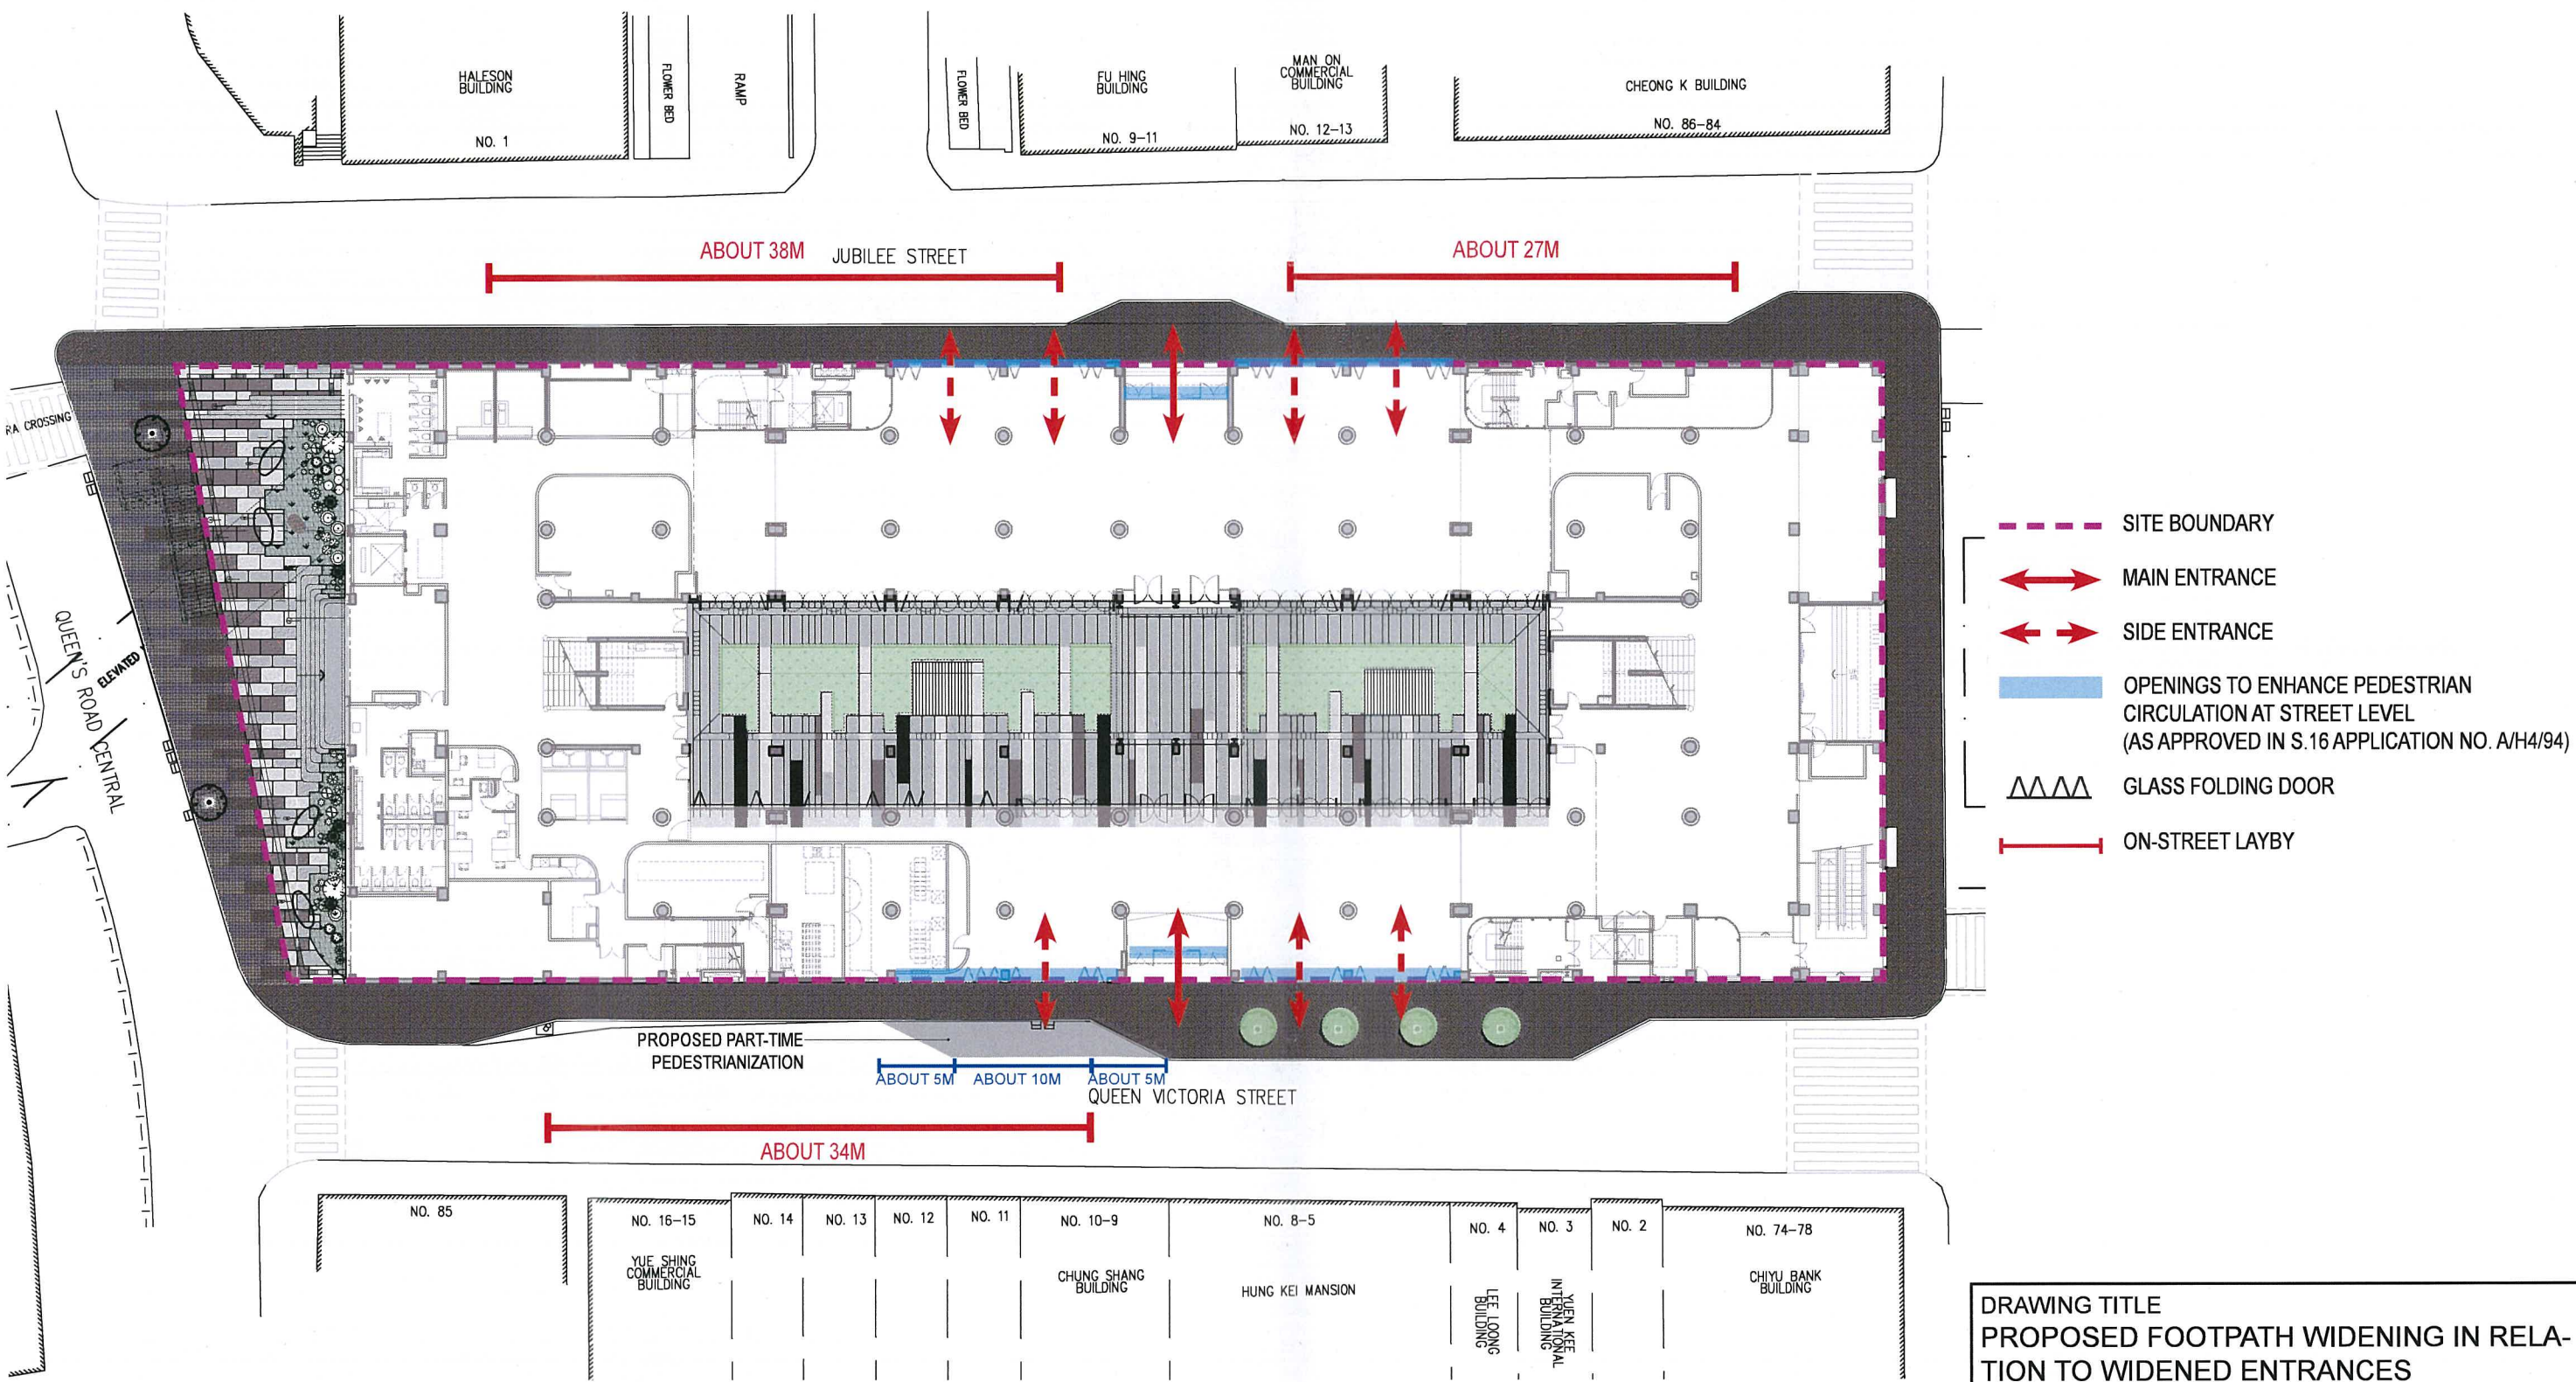 HALESON
BUILDING
NO. 1
FLOWER BED
RAMP
FLOWER BED
FU HING
BUILDING
NO. 9-11
MAN ON
COMMERCIAL
BUILDING
NO. 12-13
CHEONG K BUILDING
NO. 86-84
ABOUT 38M
JUBILEE STREET
ABOUT 27M
RA CROSSING
QUEEN'S ROAD CENTRAL
ELEVATED
SITE BOUNDARY
MAIN ENTRANCE
SIDE ENTRANCE
OPENINGS TO ENHANCE PEDESTRIAN
CIRCULATION AT STREET LEVEL
(AS APPROVED IN S.16 APPLICATION NO. A/H4/94)
GLASS FOLDING DOOR
ON-STREET LAYBY
PROPOSED PART-TIME
PEDESTRIANIZATION
ABOUT 5M
ABOUT 10M
ABOUT 5M
QUEEN VICTORIA STREET
ABOUT 34M
NO. 85
NO. 16-15
YUE SHING
COMMERCIAL
BUILDING
NO. 14
NO. 13
NO. 12
NO. 11
NO. 10-9
CHUNG SHANG
BUILDING
NO. 8-5
HUNG KEI MANSION
NO. 4
LEE LOONG
BUILDING
NO. 3
YUEN KEE
INTERNATIONAL
BUILDING
NO. 2
NO. 74-78
CHIYU BANK
BUILDING
DRAWING TITLE
PROPOSED FOOTPATH WIDENING IN RELA-
TION TO WIDENED ENTRANCES